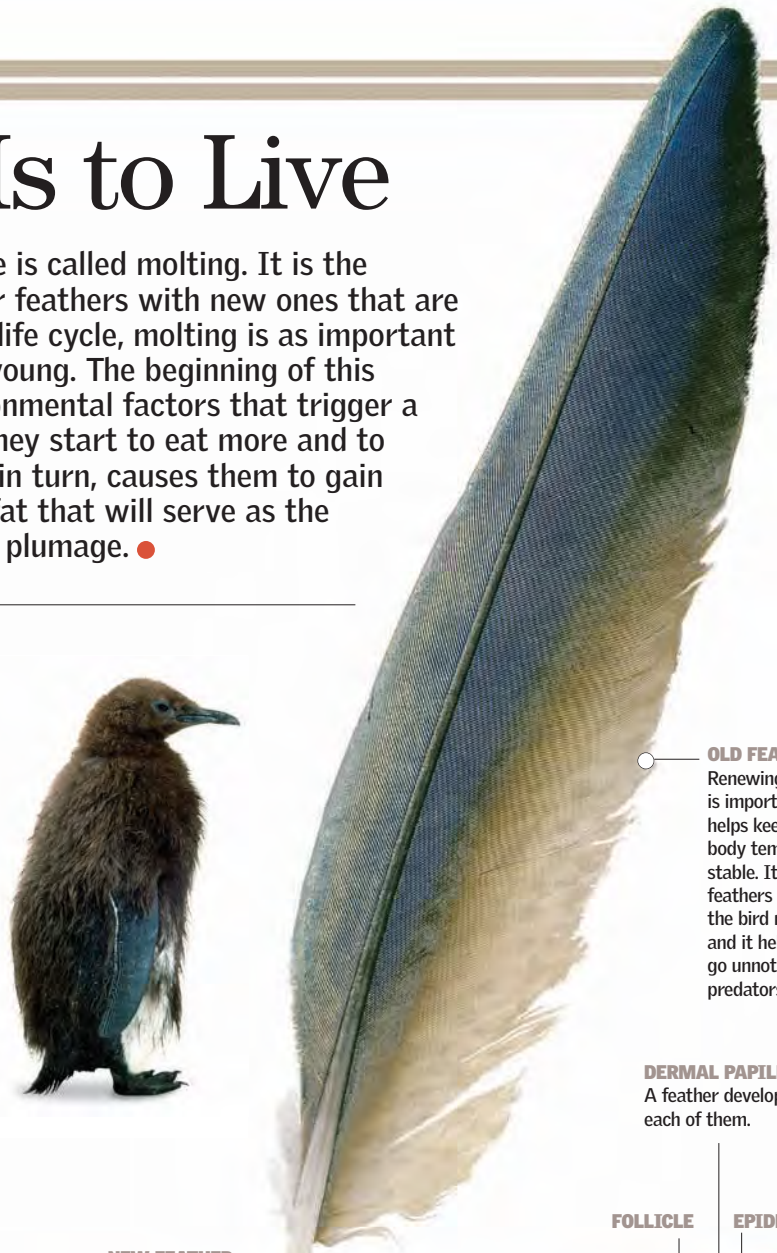 Is to Live
e is called molting. It is the
r feathers with new ones that are
life cycle, molting is as important
young. The beginning of this
onmental factors that trigger a
hey start to eat more and to
in turn, causes them to gain
fat that will serve as the
plumage.
OLD FEA
Renewing
is import
helps kee
body tem
stable. It
feathers
the bird
and it he
go unnot
predators
DERMAL PAPIL
A feather develop
each of them.
FOLLICLE EPID
NEW FEATHER